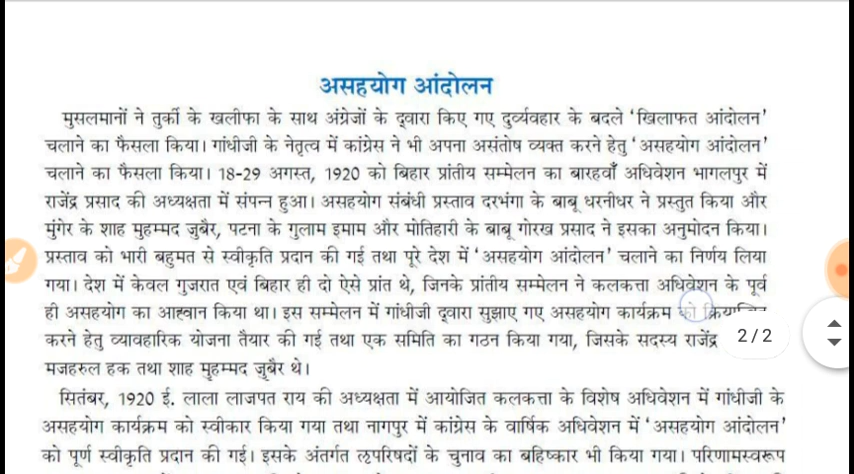 असहयोग आंदोलन
मुसलमानों ने तुर्की के खलीफा के साथ अंग्रेजों के द्वारा किए गए दुर्व्यवहार के बदले ‘खिलाफत आंदोलन’
चलाने का फैसला किया। गांधीजी के नेतृत्व में कांग्रेस ने भी अपना असंतोष व्यक्त करने हेतु ‘असहयोग आंदोलन’
चलाने का फैसला किया। 18-29 अगस्त, 1920 को बिहार प्रांतीय सम्मेलन का बारहवाँ अधिवेशन भागलपुर में
राजेंद्र प्रसाद की अध्यक्षता में संपन्न हुआ। असहयोग संबंधी प्रस्ताव दरभंगा के बाबू धरनीधर ने प्रस्तुत किया और
मुंगेर के शाह मुहम्मद जुबैर, पटना के गुलाम इमाम और मोतिहारी के बाबू गोरख प्रसाद ने इसका अनुमोदन किया।
प्रस्ताव को भारी बहुमत से स्वीकृति प्रदान की गई तथा पूरे देश में ‘असहयोग आंदोलन’ चलाने का निर्णय लिया
गया। देश में केवल गुजरात एवं बिहार ही दो ऐसे प्रांत थे, जिनके प्रांतीय सम्मेलन ने कलकत्ता अधिवेशन के पूर्व
ही असहयोग का आह्वान किया था। इस सम्मेलन में गांधीजी द्वारा सुझाए गए असहयोग कार्यक्रम को
करने हेतु व्यावहारिक योजना तैयार की गई तथा एक समिति का गठन किया गया, जिसके सदस्य राजेंद्र
2/2
मजहरुल हक तथा शाह मुहम्मद जुबैर थे।
सितंबर, 1920 ई. लाला लाजपत राय की अध्यक्षता में आयोजित कलकत्ता के विशेष अधिवेशन में गांधीजी के
असहयोग कार्यक्रम को स्वीकार किया गया तथा नागपुर में कांग्रेस के वार्षिक अधिवेशन में ‘असहयोग आंदोलन’
को पूर्ण स्वीकृति प्रदान की गई। इसके अंतर्गत के चुनाव का बहिष्कार भी किया गया। परिणामस्वरूप